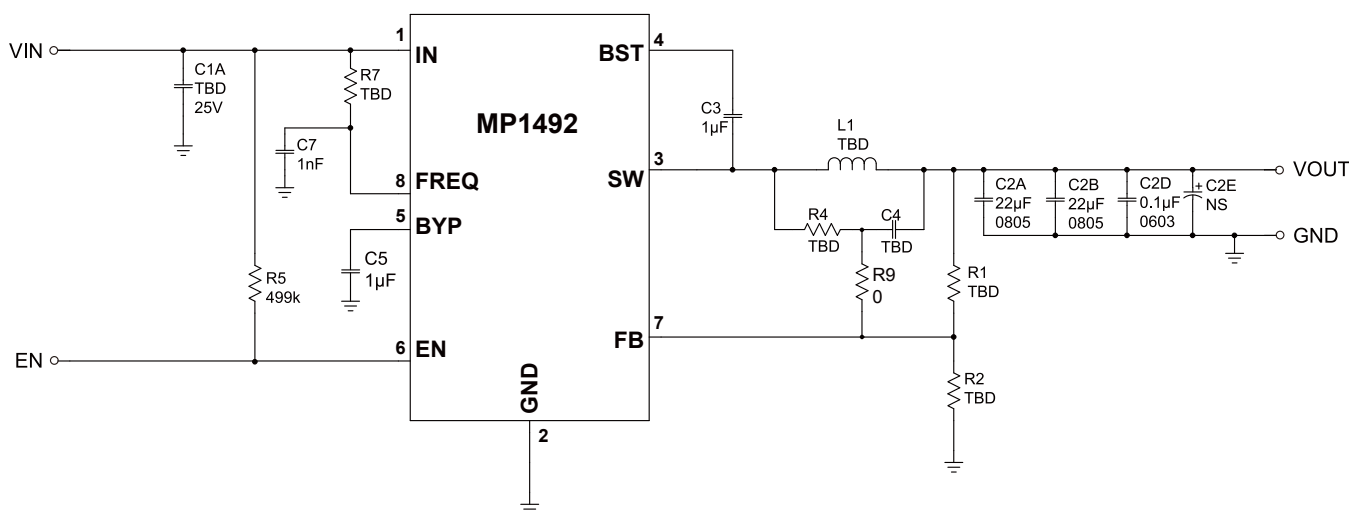 VIN
C1A
TBD
25V
R7
TBD
C7
1nF
R5
499k
C5
1µF
EN
1
IN
8
FREQ
5
BYP
6
EN
MP1492
GND
2
4
BST
3
SW
7
FB
C3
1µF
L1
TBD
R4
TBD
C4
TBD
R9
0
R1
TBD
R2
TBD
C2A
22µF
0805
C2B
22µF
0805
C2D
0.1µF
0603
+
C2E
NS
VOUT
GND